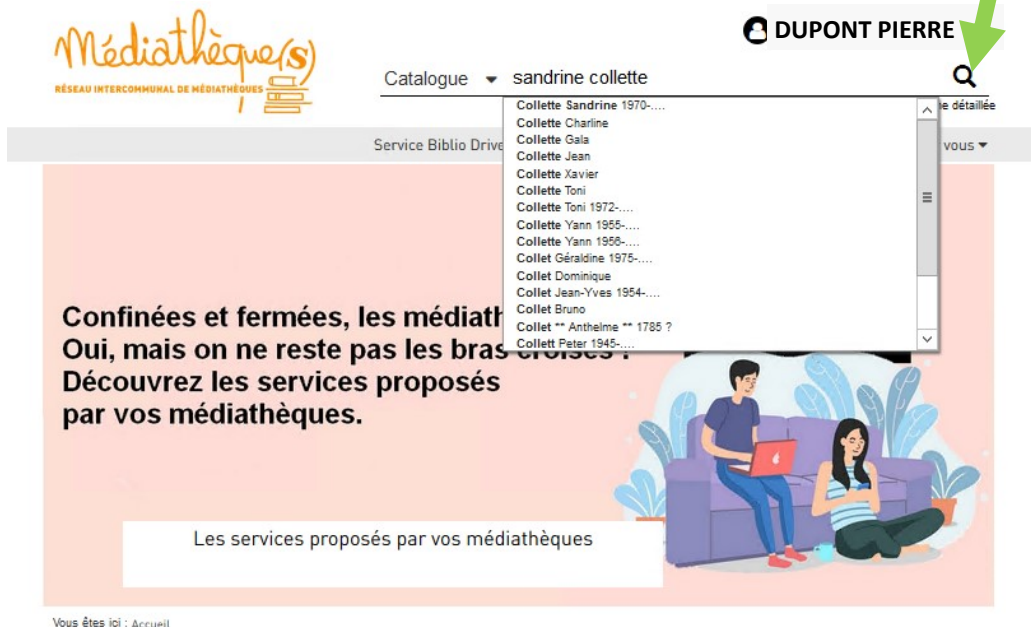 Médiathèque(s)
RÉSEAU INTERCOMMUNAL DE MÉDIATHÈQUES
DUPONT PIERRE
Catalogue sandrine collette
Collette Sandrine 1970-....
Collette Charline
Collette Gala
Collette Jean
Collette Xavier
Collette Toni
Collette Toni 1972-....
Collette Yann 1955-....
Collette Yann 1956-....
Collet Géraldine 1975-....
Collet Dominique
Collet Jean-Yves 1954-....
Collet Bruno
Collet ** Anthelme ** 1785 ?
Collett Peter 1945-....
détaillée
Service Biblio Drive
vous
Confinées et fermées, les
Oui, mais on ne reste pas les bras croisés !
Découvrez les services proposés
par vos médiathèques.
Les services proposés par vos médiathèques
Vous êtes ici : Accueil